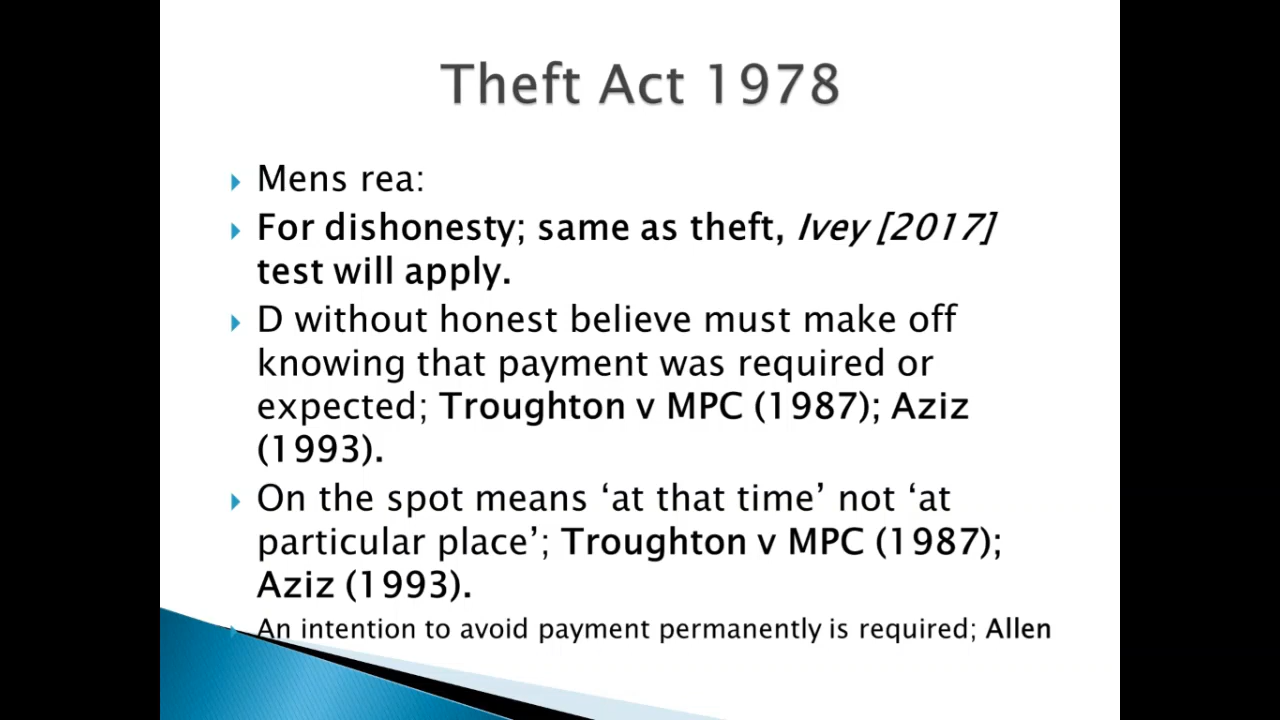 Theft Act 1978
Mens rea:
For dishonesty; same as theft, Ivey [2017]
test will apply.
D without honest believe must make off
knowing that payment was required or
expected; Troughton v MPC (1987); Aziz
(1993).
On the spot means ‘at that time’ not ‘at
particular place’; Troughton v MPC (1987);
Aziz (1993).
An intention to avoid payment permanently is required; Allen